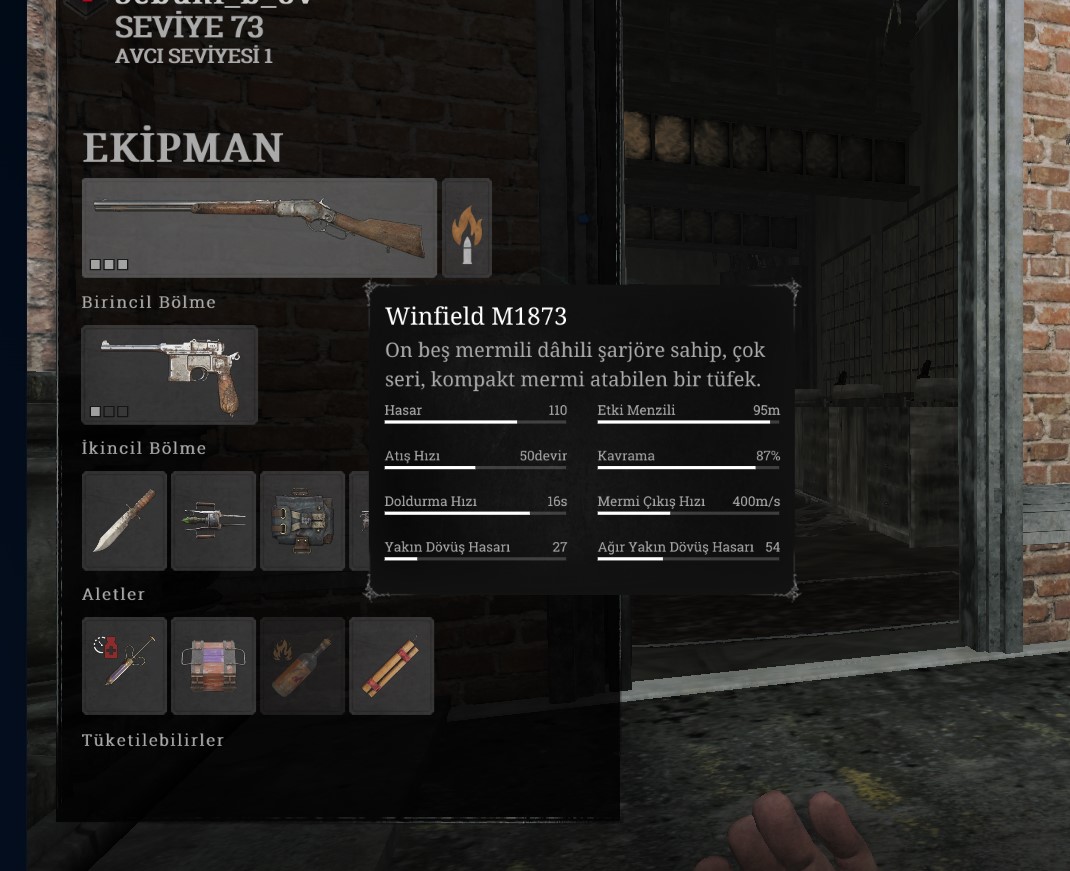 SEVİYE 73
AVCI SEVİYESİ 1
EKİPMAN
Birincil Bölme
İkincil Bölme
Aletler
Tüketilebilirler
Winfield M1873
On beş mermili dâhili şarjöre sahip, çok
seri, kompakt mermi atabilen bir tüfek.
Hasar 110
Etki Menzili 95m
Atış Hızı 50devir
Kavrama 87%
Doldurma Hızı 16s
Mermi Çıkış Hızı 400m/s
Yakın Dövüş Hasarı 27
Ağır Yakın Dövüş Hasarı 54